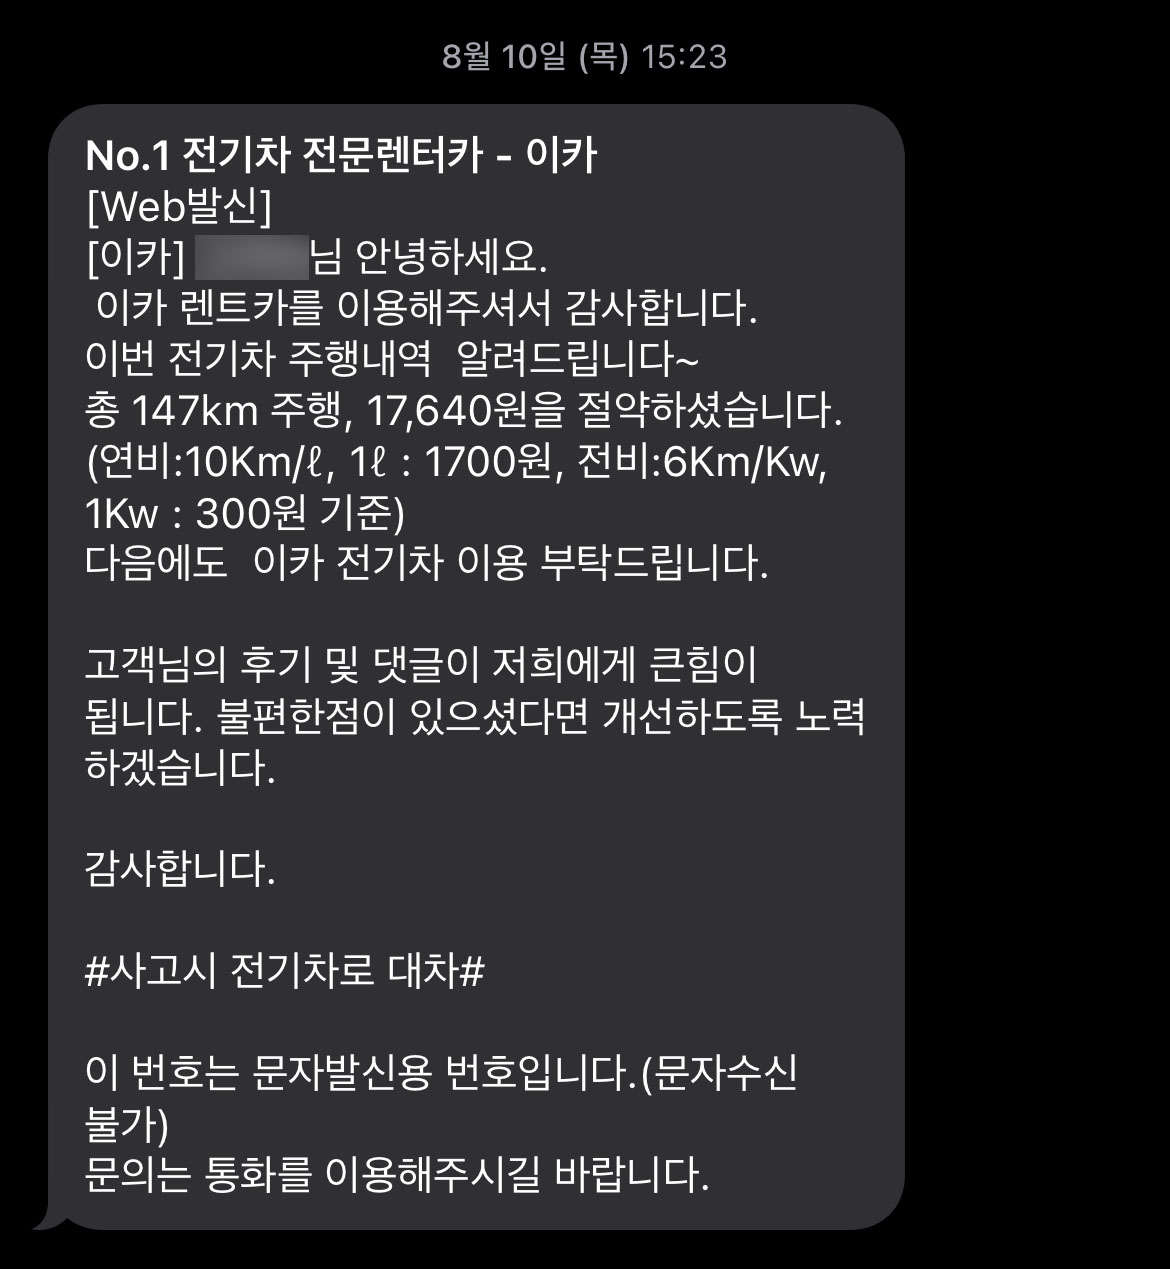 8월 10일 (목) 15:23
No.1 전기차 전문렌터카 - 이카
[Web발신]
[이카] 님 안녕하세요.
이카 렌트카를 이용해주셔서 감사합니다.
이번 전기차 주행내역  알려드립니다~
총 147km 주행, 17,640원을 절약하셨습니다.
(연비:10Km/ℓ, 1ℓ : 1700원, 전비:6Km/Kw,
1Kw : 300원 기준)
다음에도  이카 전기차 이용 부탁드립니다.
고객님의 후기 및 댓글이 저희에게 큰힘이
됩니다. 불편한점이 있으셨다면 개선하도록 노력
하겠습니다.
감사합니다.
#사고시 전기차로 대차#
이 번호는 문자발신용 번호입니다.(문자수신
불가)
문의는 통화를 이용해주시길 바랍니다.